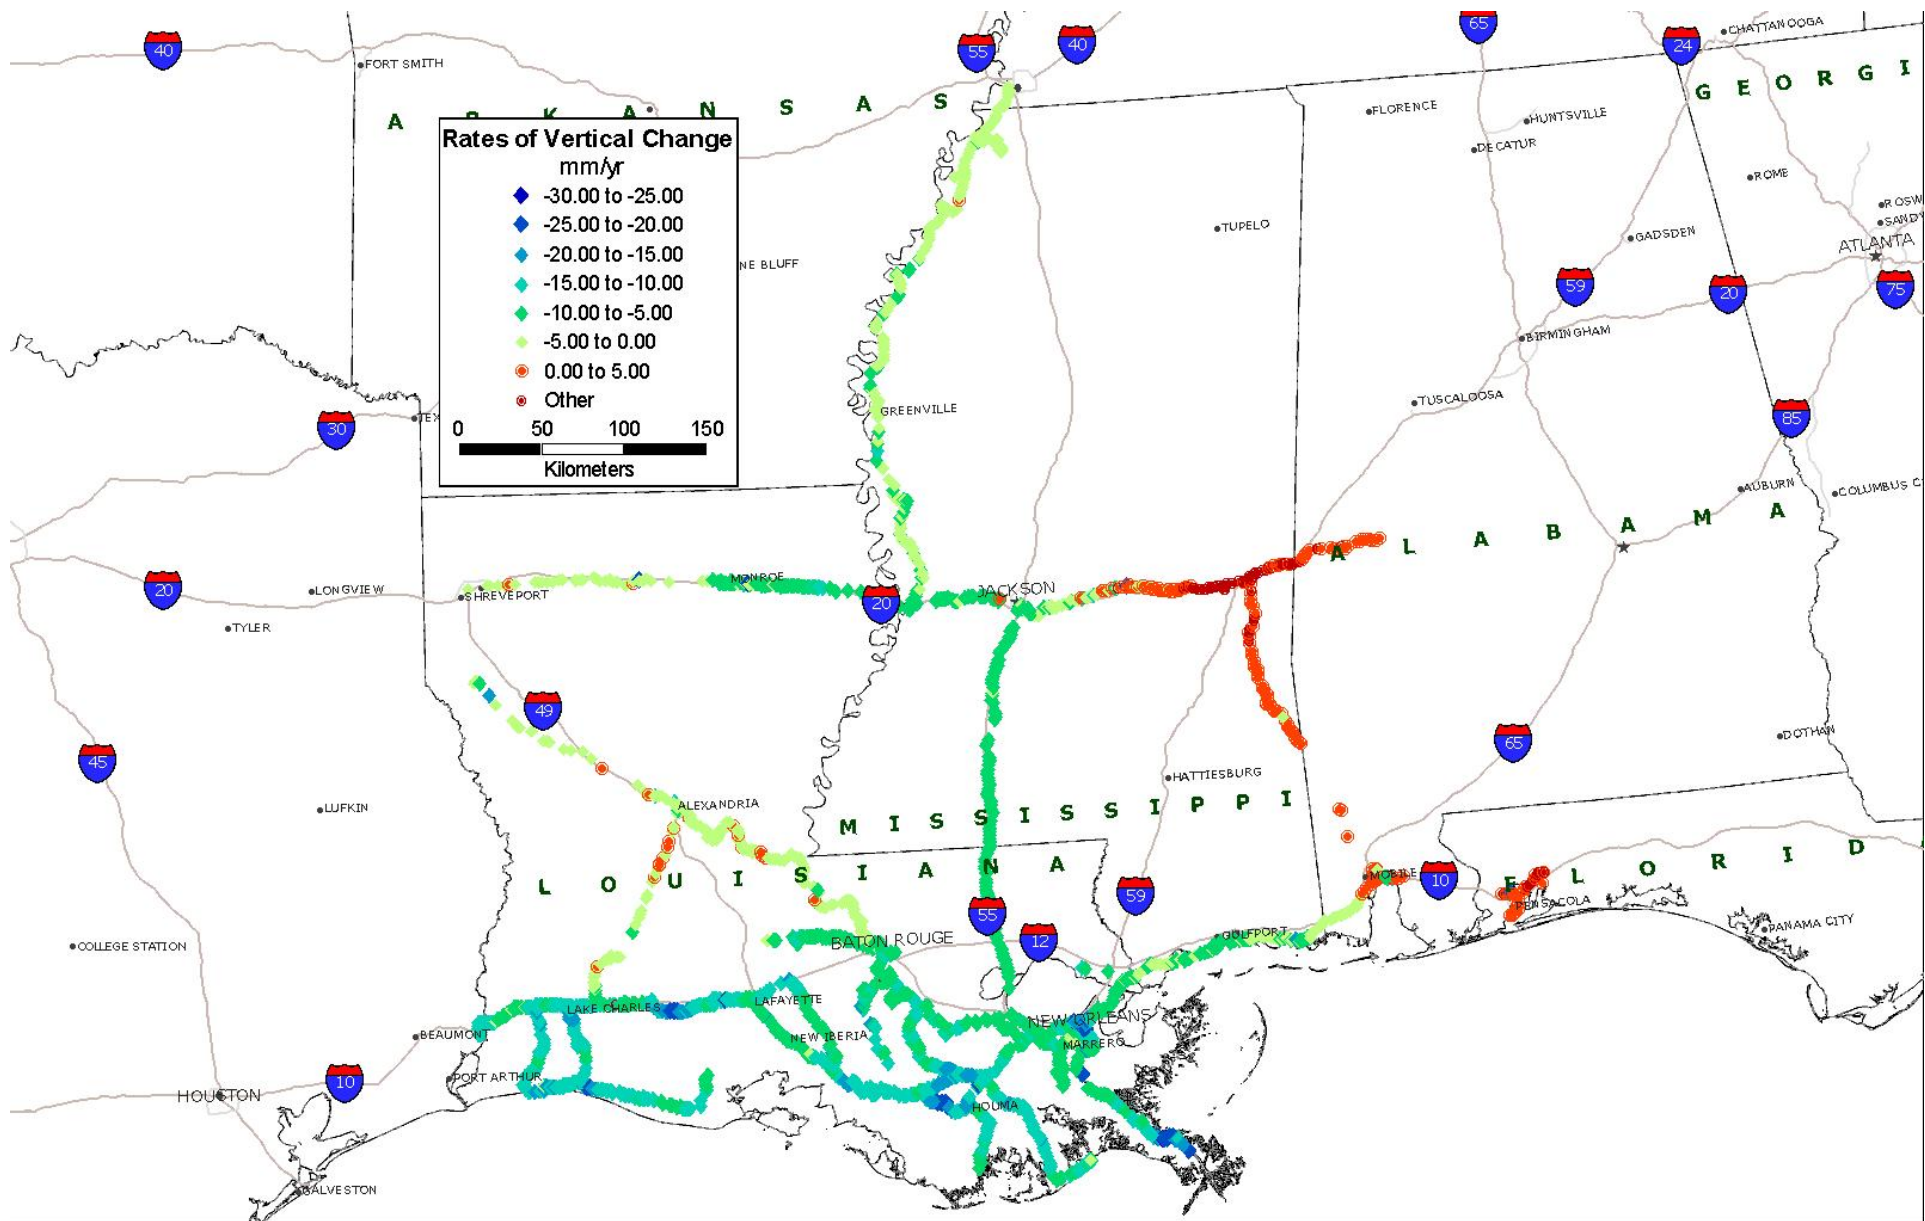 65
40
55
40
24
CHATTANOOGA
FORT SMITH
GEORGI
ARKANSAS
FLORENCE
HUNTSVILLE
DECATUR
ROME
Rates of Vertical Change
mm/yr
-30.00 to -25.00
-25.00 to -20.00
-20.00 to -15.00
-15.00 to -10.00
-10.00 to -5.00
-5.00 to 0.00
0.00 to 5.00
Other
0 50 100 150
Kilometers
ROSW
SANDY
TUPELO
GADSDEN
ATLANTA
NE BLUFF
59
20
75
BIRMINGHAM
TUSCALOOSA
GREENVILLE
30
TEX
85
AUBURN
COLUMBUS C
ALABAMA
20
LONGVIEW
SHREVEPORT
MONROE
20
JACKSON
TYLER
49
45
65
DOTHAN
HATTIESBURG
LUFKIN
ALEXANDRIA
MISSISSIPPI
LOUISIANA
MOBILE
10
FLORID
PENSACOLA
59
55
12
GULFPORT
PANAMA CITY
COLLEGE STATION
BATON ROUGE
LAKE CHARLES
LAFAYETTE
NEW ORLEANS
BEAUMONT
NEW IBERIA
MARRERO
PORT ARTHUR
10
HOUSTON
HOUMA
GALVESTON